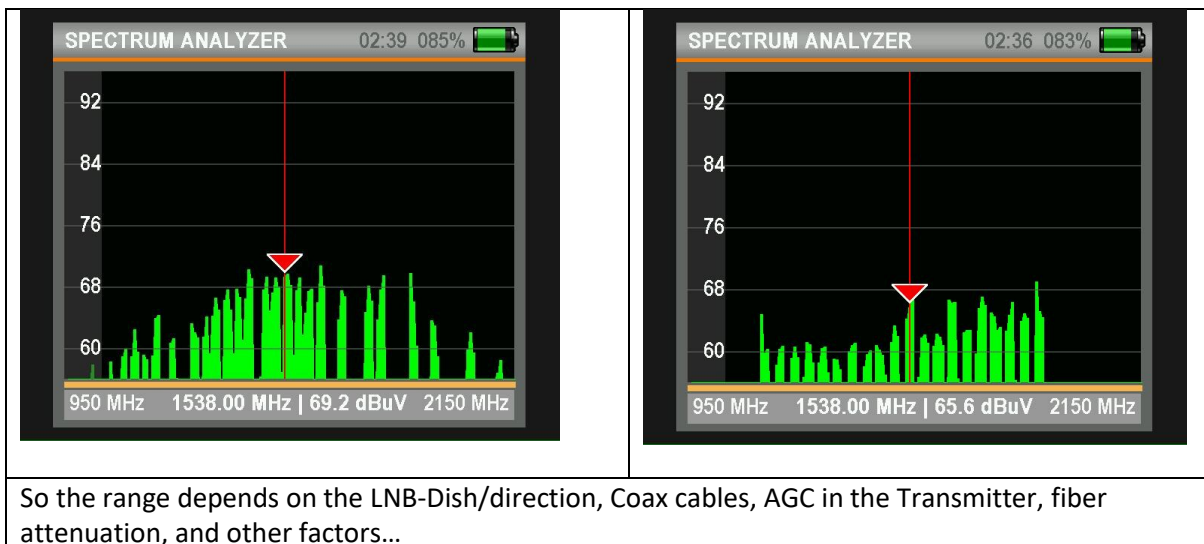 SPECTRUM ANALYZER 02:39 085%
92
84
76
68
60
950 MHz 1538.00 MHz | 69.2 dBuV 2150 MHz
SPECTRUM ANALYZER 02:36 083%
92
84
76
68
60
950 MHz 1538.00 MHz | 65.6 dBuV 2150 MHz
So the range depends on the LNB-Dish/direction, Coax cables, AGC in the Transmitter, fiber
attenuation, and other factors…